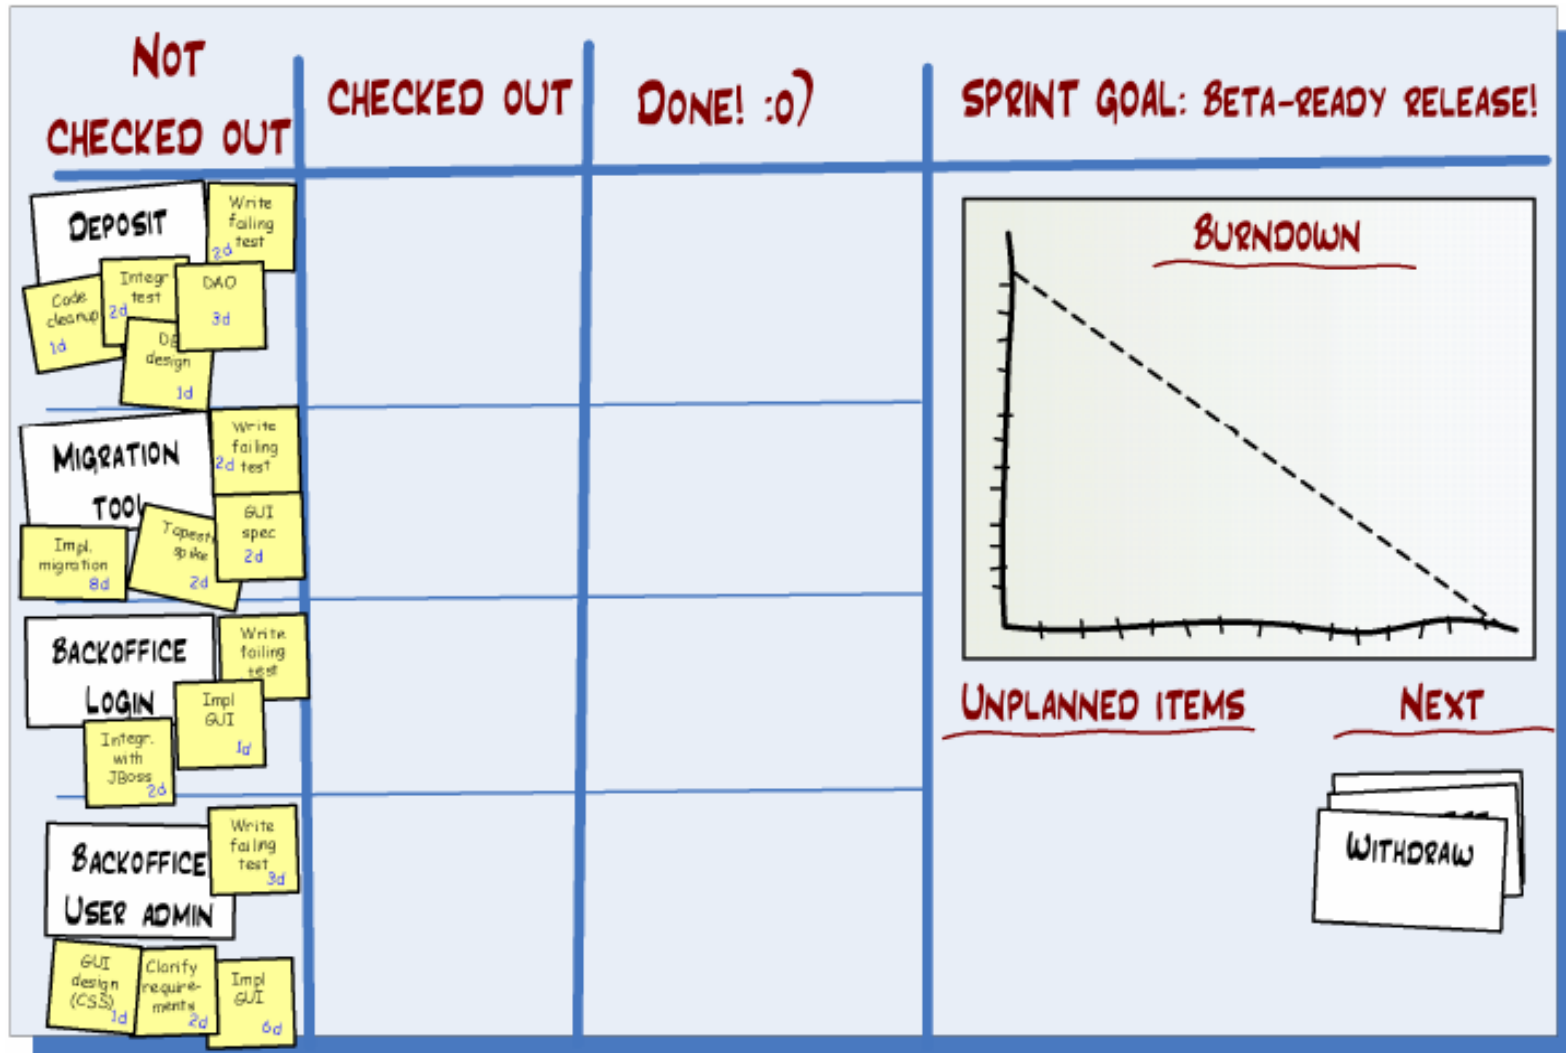 NOT
CHECKED OUT
CHECKED OUT
DONE! :o)
SPRINT GOAL: BETA-READY RELEASE!
DEPOSIT
Write
failing
test
2d
Code
cleanup
1d
Integr
test
2d
DAO
3d
design
1d
MIGRATION
TOOL
Write
failing
test
2d
GUI
spec
2d
Impl.
migration
8d
spike
2d
BACKOFFICE
LOGIN
Write
failing
test
Impl
GUI
1d
Integr.
with
JBoss
2d
BACKOFFICE
USER ADMIN
Write
failing
test
3d
GUI
design
(CSS)
1d
Clarify
require-
ments
2d
Impl
GUI
6d
BURNDOWN
UNPLANNED ITEMS
NEXT
WITHDRAW